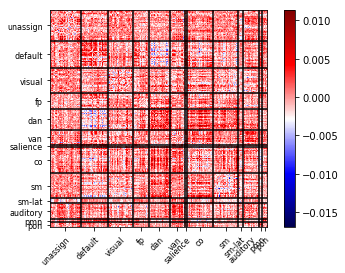 unassign
default
visual
fp
dan
van
salience
co
sm
sm-lat
auditory
pon
unassign
default
visual
fp
dan
van
salience
co
sm
sm-lat
auditory
0.010
0.005
0.000
−0.005
−0.010
−0.015